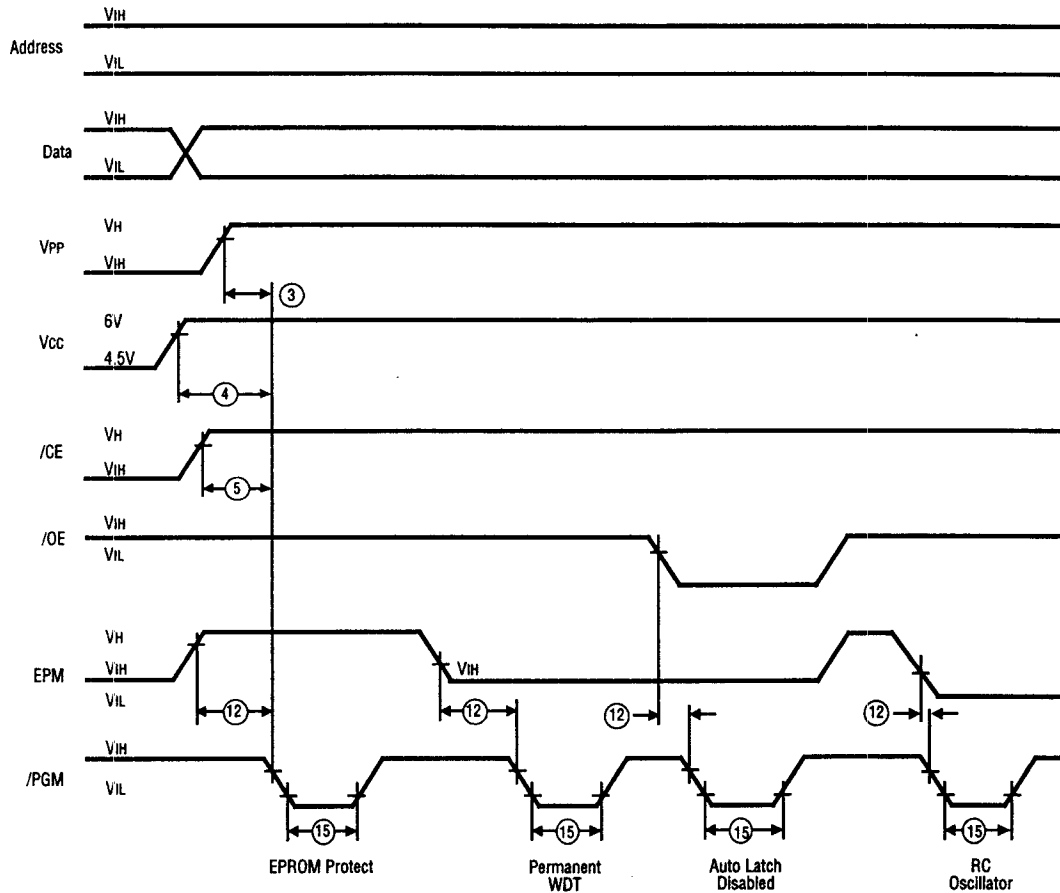 Address
VIH
VIL
Data
VIH
VIL
VPP
VH
VIH
3
VCC
6V
4.5V
4
/CE
VH
VIH
5
/OE
VIH
VIL
EPM
VH
VIH
VIL
VIH
12
12
12
12
/PGM
VIH
VIL
15
15
15
15
EPROM Protect
Permanent
WDT
Auto Latch
Disabled
RC
Oscillator